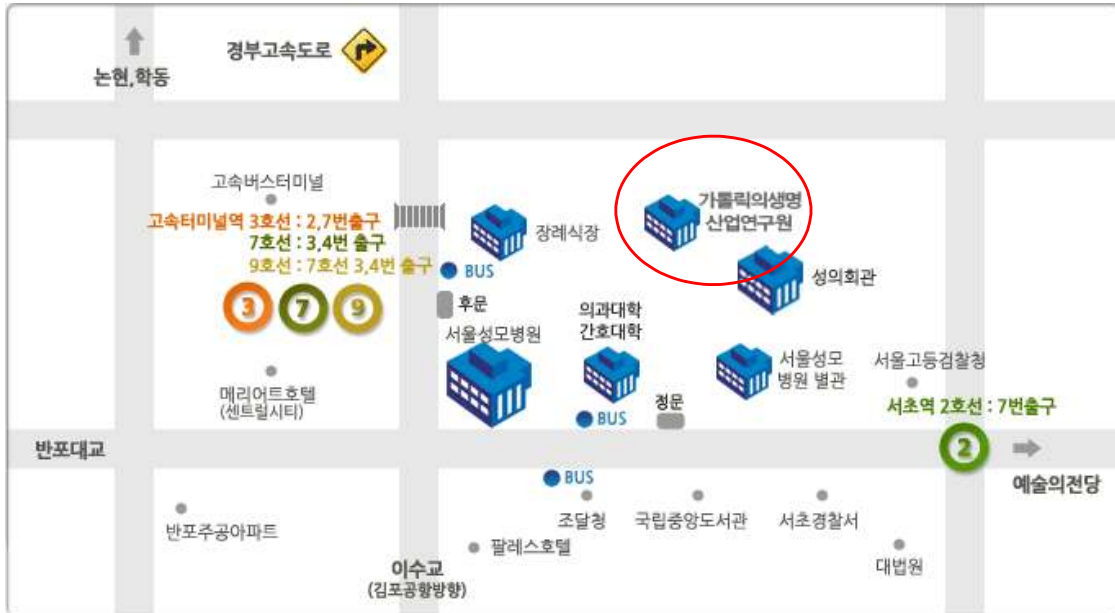 경부고속도로
논현,학동
고속버스터미널
고속터미널역 3호선 : 2,7번출구
7호선 : 3,4번 출구
9호선 : 7호선 3,4번 출구
3
7
9
장례식장
가톨릭의생명
산업연구원
BUS
성의회관
후문
서울성모병원
의과대학
간호대학
서울성모
병원 별관
서울고등검찰청
메리어트호텔
(센트럴시티)
정문
BUS
서초역 2호선 : 7번출구
반포대교
2
예술의전당
BUS
반포주공아파트
조달청
국립중앙도서관
서초경찰서
팔레스호텔
대법원
이수교
(김포공항방향)